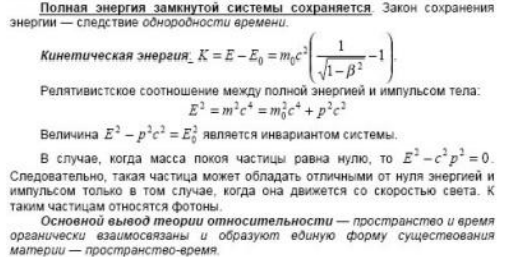 Полная энергия замкнутой системы сохраняется. Закон сохранения
энергии — следствие однородности времени.
Кинетическая энергия: K = E − E₀ = m₀c² (1/√(1−β²) − 1).
Релятивистское соотношение между полной энергией и импульсом тела:
E² = m²c⁴ = m₀²c⁴ + p²c²
Величина E² − p²c² = E₀² является инвариантом системы.
В случае, когда масса покоя частицы равна нулю, то E² − c²p² = 0.
Следовательно, такая частица может обладать отличными от нуля энергией и
импульсом только в том случае, когда она движется со скоростью света. К
таким частицам относятся фотоны.
Основной вывод теории относительности — пространство и время
органически взаимосвязаны и образуют единую форму существования
материи — пространство-время.